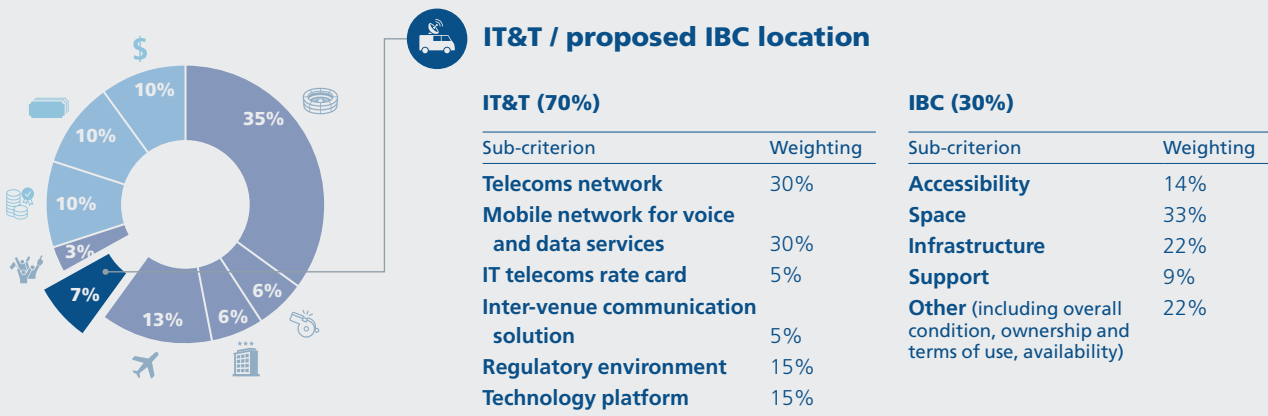 $
10%
35%
10%
10%
3%
7%
13%
6%
6%
IT&T / proposed IBC location
IT&T (70%)
Sub-criterion Weighting
Telecoms network 30%
Mobile network for voice
and data services 30%
IT telecoms rate card 5%
Inter-venue communication
solution 5%
Regulatory environment 15%
Technology platform 15%
IBC (30%)
Sub-criterion Weighting
Accessibility 14%
Space 33%
Infrastructure 22%
Support 9%
Other (including overall 22%
condition, ownership and
terms of use, availability)